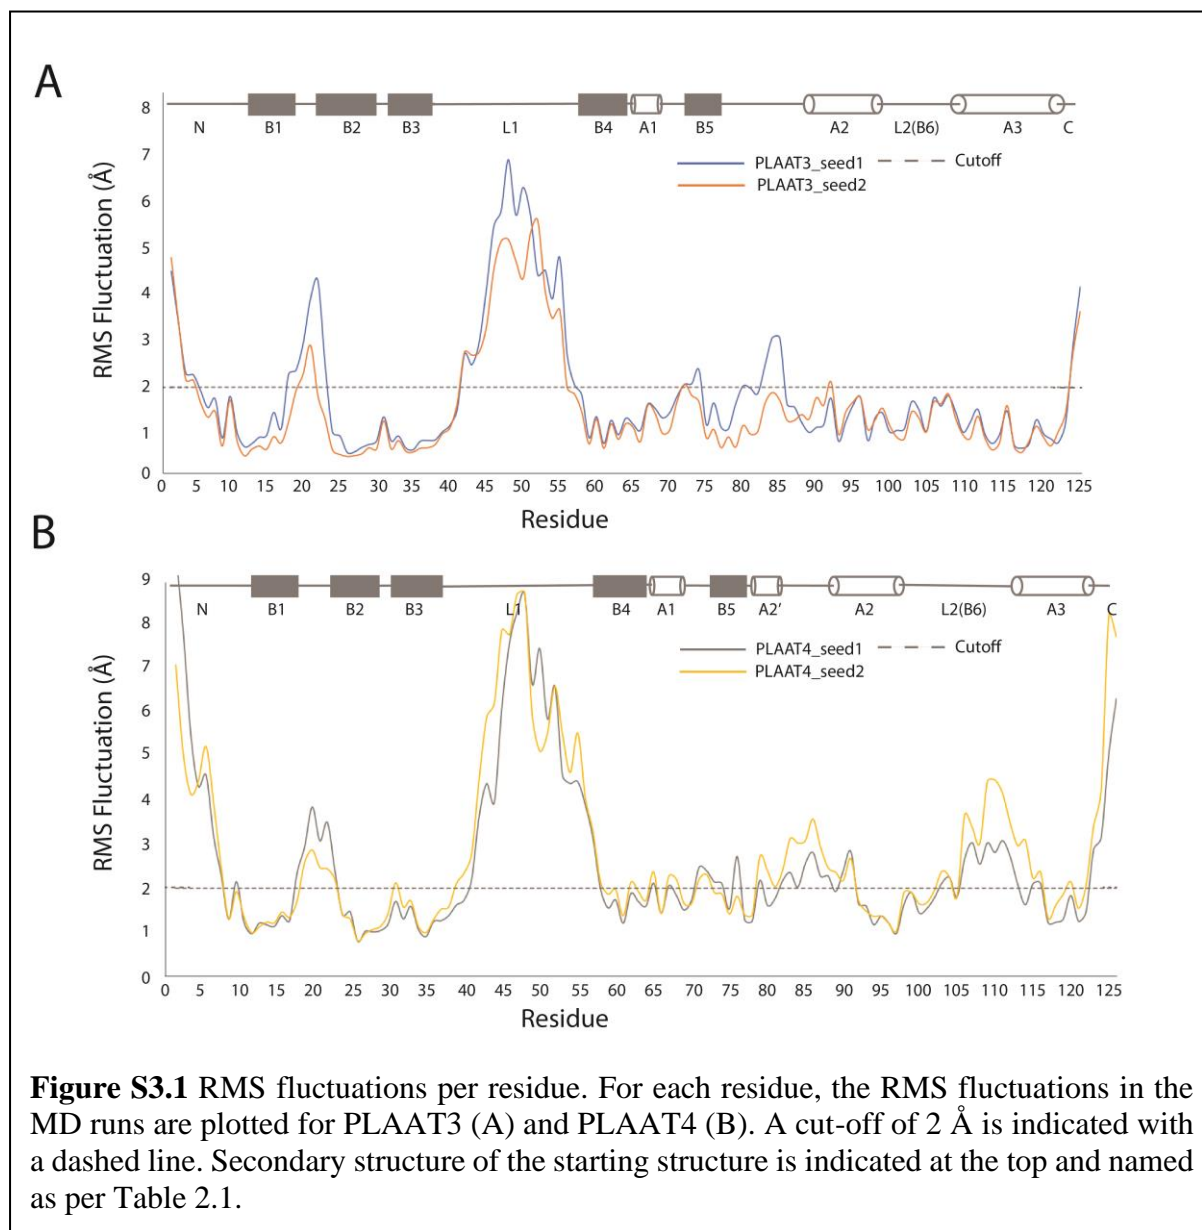 A
N B1 B2 B3 L1 B4 A1 B5 A2 L2(B6) A3 C
PLAAT3_seed1 Cutoff
PLAAT3_seed2
RMS Fluctuation (Å)
8
7
6
5
4
3
2
1
0
0 5 10 15 20 25 30 35 40 45 50 55 60 65 70 75 80 85 90 95 100 105 110 115 120 125
Residue
B
N B1 B2 B3 L1 B4 A1 B5 A2' A2 L2(B6) A3 C
PLAAT4_seed1 Cutoff
PLAAT4_seed2
RMS Fluctuation (Å)
9
8
7
6
5
4
3
2
1
0
0 5 10 15 20 25 30 35 40 45 50 55 60 65 70 75 80 85 90 95 100 105 110 115 120 125
Residue
Figure S3.1 RMS fluctuations per residue. For each residue, the RMS fluctuations in the
MD runs are plotted for PLAAT3 (A) and PLAAT4 (B). A cut-off of 2 Å is indicated with
a dashed line. Secondary structure of the starting structure is indicated at the top and named
as per Table 2.1.